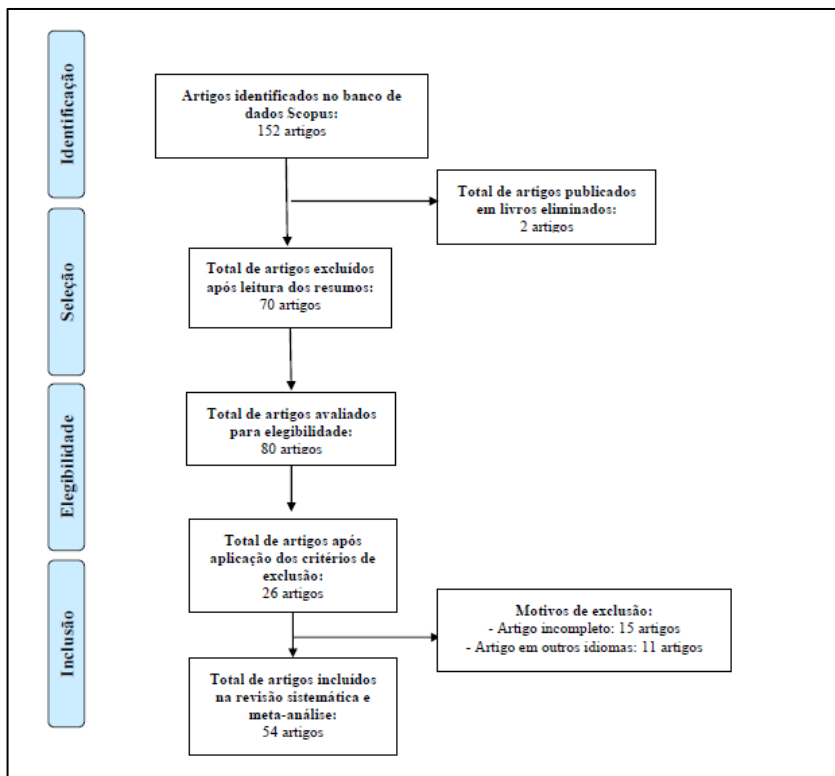 Identificação
Artigos identificados no banco de
dados Scopus:
152 artigos
Total de artigos publicados
em livros eliminados:
2 artigos
Seleção
Total de artigos excluídos
após leitura dos resumos:
70 artigos
Elegibilidade
Total de artigos avaliados
para elegibilidade:
80 artigos
Total de artigos após
aplicação dos critérios de
exclusão:
26 artigos
Inclusão
Motivos de exclusão:
- Artigo incompleto: 15 artigos
- Artigo em outros idiomas: 11 artigos
Total de artigos incluídos
na revisão sistemática e
meta-análise:
54 artigos